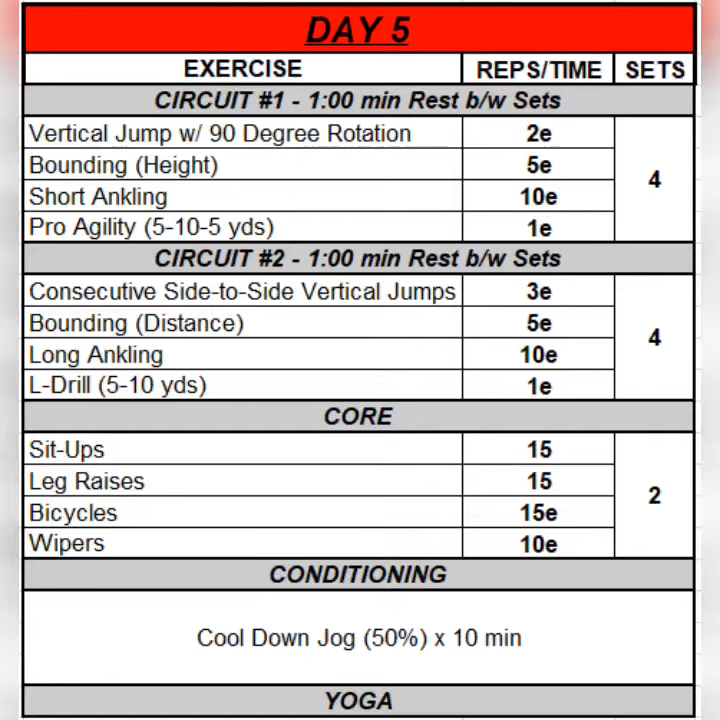 DAY 5
EXERCISE REPS/TIME SETS
CIRCUIT #1 - 1:00 min Rest b/w Sets
Vertical Jump w/ 90 Degree Rotation 2e
Bounding (Height) 5e
4
Short Ankling 10e
Pro Agility (5-10-5 yds) 1e
CIRCUIT #2 - 1:00 min Rest b/w Sets
Consecutive Side-to-Side Vertical Jumps 3e
Bounding (Distance) 5e
4
Long Ankling 10e
L-Drill (5-10 yds) 1e
CORE
Sit-Ups 15
Leg Raises 15
2
Bicycles 15e
Wipers 10e
CONDITIONING
Cool Down Jog (50%) x 10 min
YOGA